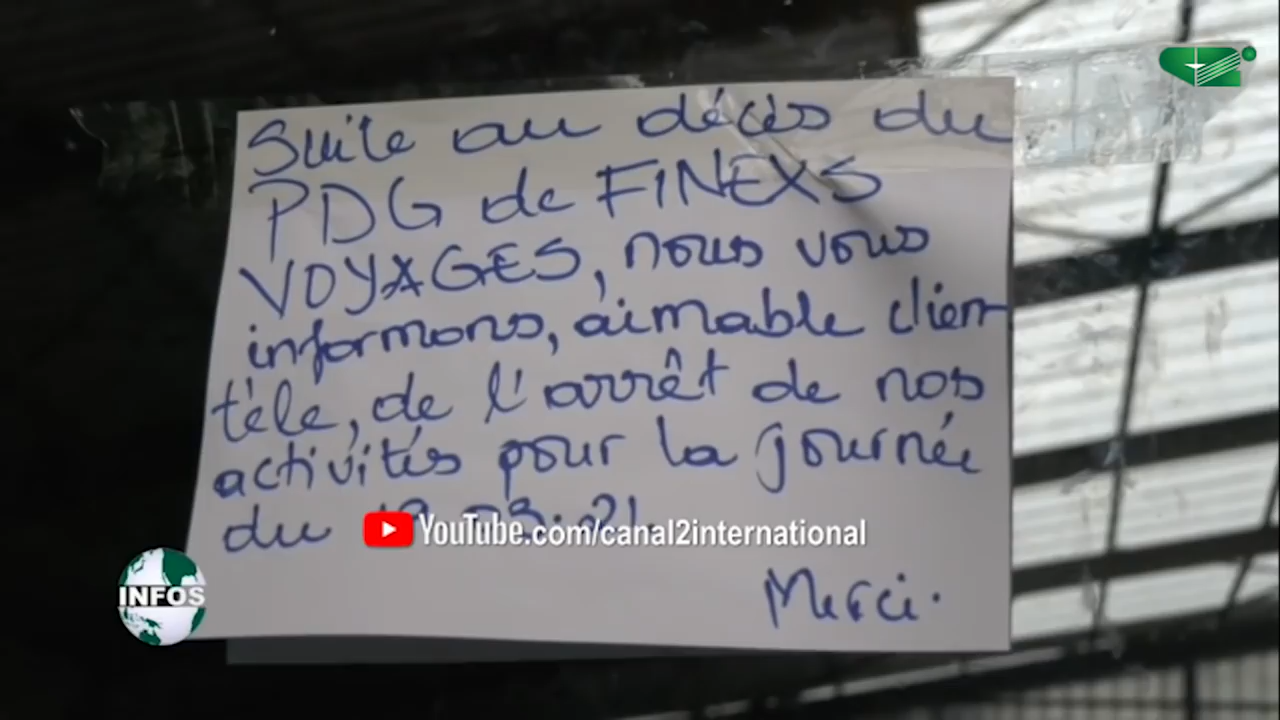 Suite au décès du
PDG de FINEXS
VOYAGES, nous vous
informons, aimable clien-
tèle, de l'arrêt de nos
activités pour la journée
du
YouTube.com/canal2international
INFOS
Merci.